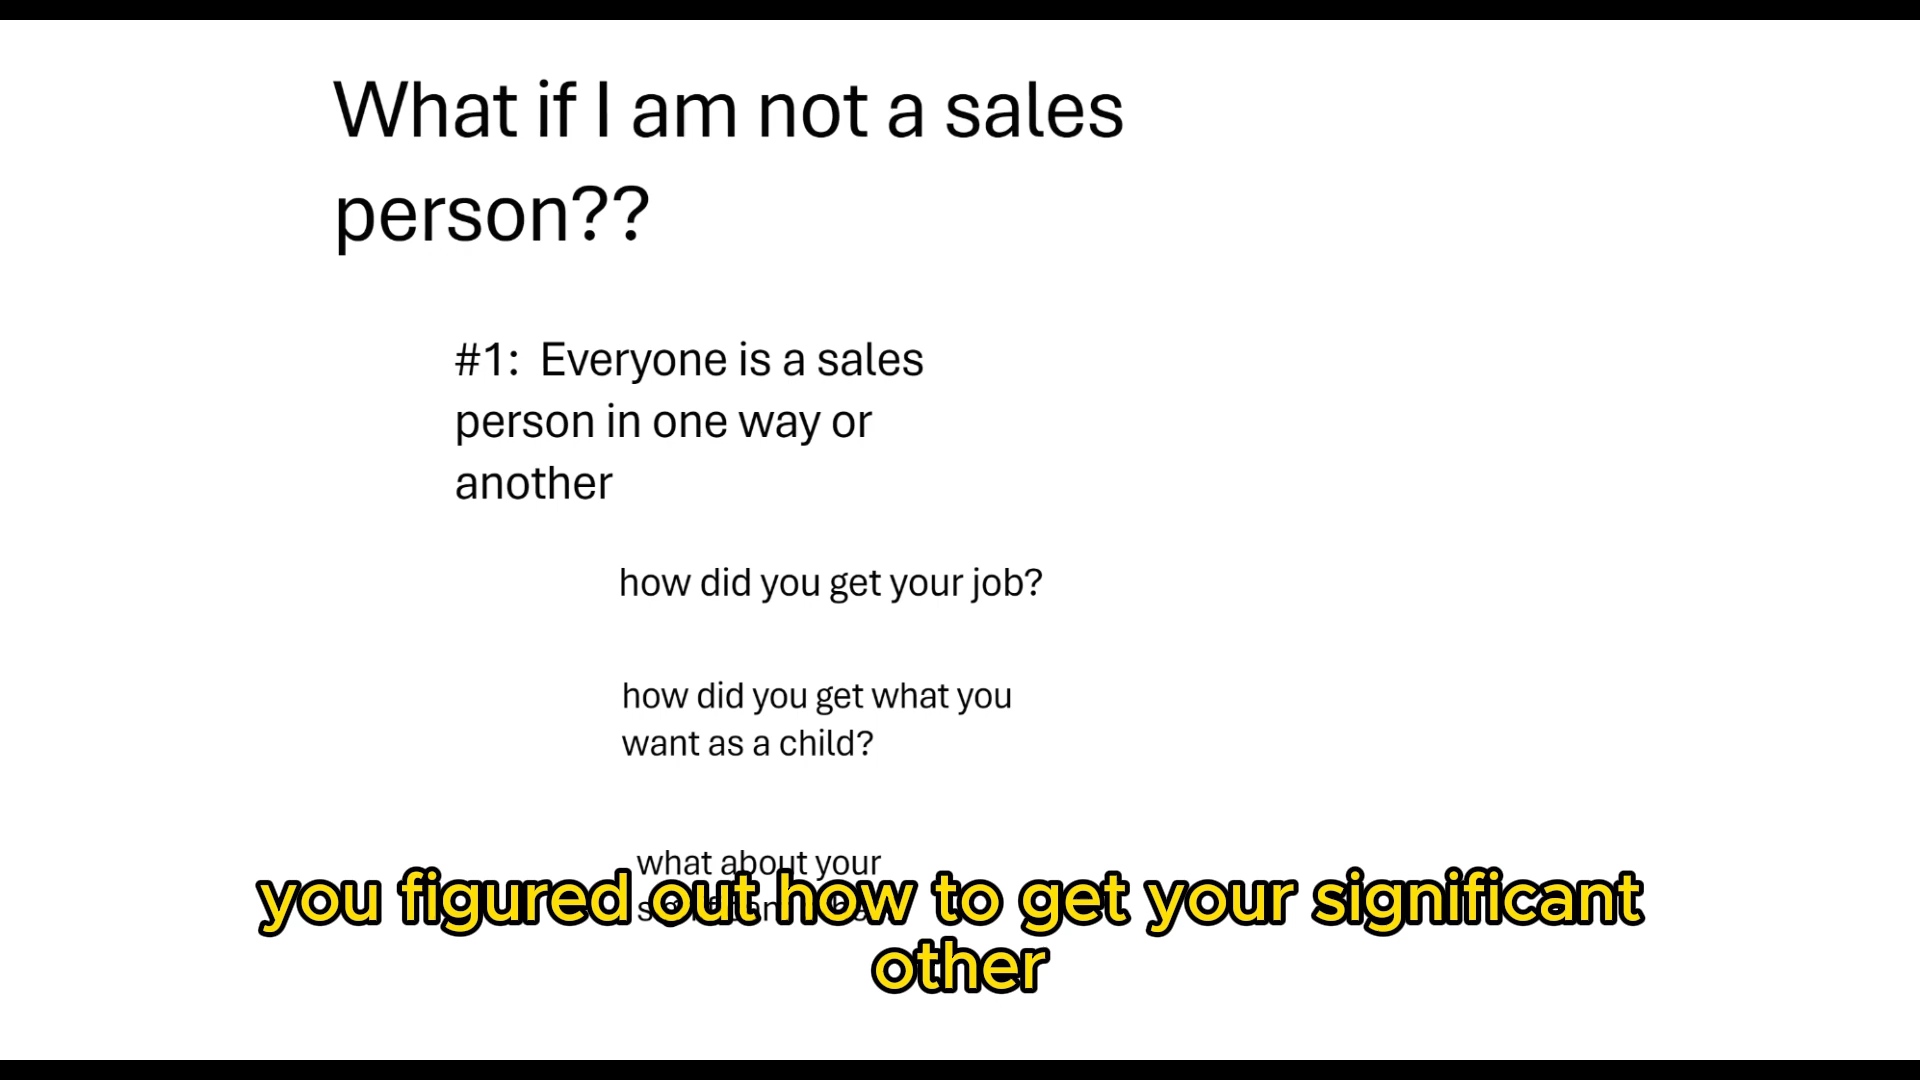 What if I am not a sales
person??
#1: Everyone is a sales
person in one way or
another
how did you get your job?
how did you get what you
want as a child?
what about your
you figured out how to get your significant
other